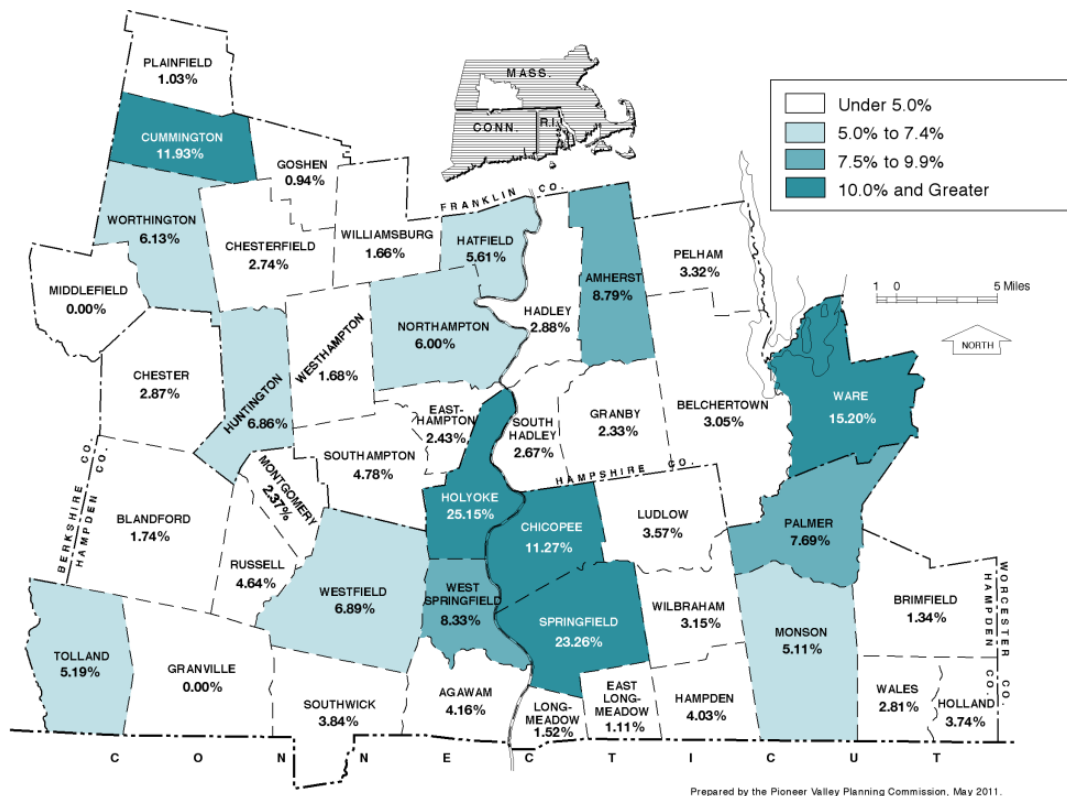 PLAINFIELD
1.03%
CUMMINGTON
11.93%
GOSHEN
0.94%
WORTHINGTON
6.13%
CHESTERFIELD
2.74%
WILLIAMSBURG
1.66%
MIDDLEFIELD
0.00%
MASS.
CONN.
R.I.
Under 5.0%
5.0% to 7.4%
7.5% to 9.9%
10.0% and Greater
FRANKLIN CO.
HATFIELD
5.61%
AMHERST
8.79%
PELHAM
3.32%
1 0 5 Miles
NORTH
HADLEY
2.88%
NORTHAMPTON
6.00%
WESTHAMPTON
1.68%
CHESTER
2.87%
HUNTINGTON
6.86%
EAST-
HAMPTON
2.43%
SOUTH
HADLEY
2.67%
GRANBY
2.33%
BELCHERTOWN
3.05%
WARE
15.20%
SOUTHAMPTON
4.78%
MONTGOMERY
2.37%
HAMPSHIRE CO.
BERKSHIRE CO.
HAMPDEN CO.
BLANDFORD
1.74%
HOLYOKE
25.15%
CHICOPEE
11.27%
LUDLOW
3.57%
PALMER
7.69%
RUSSELL
4.64%
WESTFIELD
6.89%
WEST
SPRINGFIELD
8.33%
SPRINGFIELD
23.26%
WILBRAHAM
3.15%
MONSON
5.11%
BRIMFIELD
1.34%
WORCESTER CO.
HAMPDEN CO.
TOLLAND
5.19%
GRANVILLE
0.00%
SOUTHWICK
3.84%
AGAWAM
4.16%
LONG-
MEADOW
1.52%
EAST
LONG-
MEADOW
1.11%
HAMPDEN
4.03%
WALES
2.81%
HOLLAND
3.74%
CONNECTICUT
Prepared by the Pioneer Valley Planning Commission, May 2011.